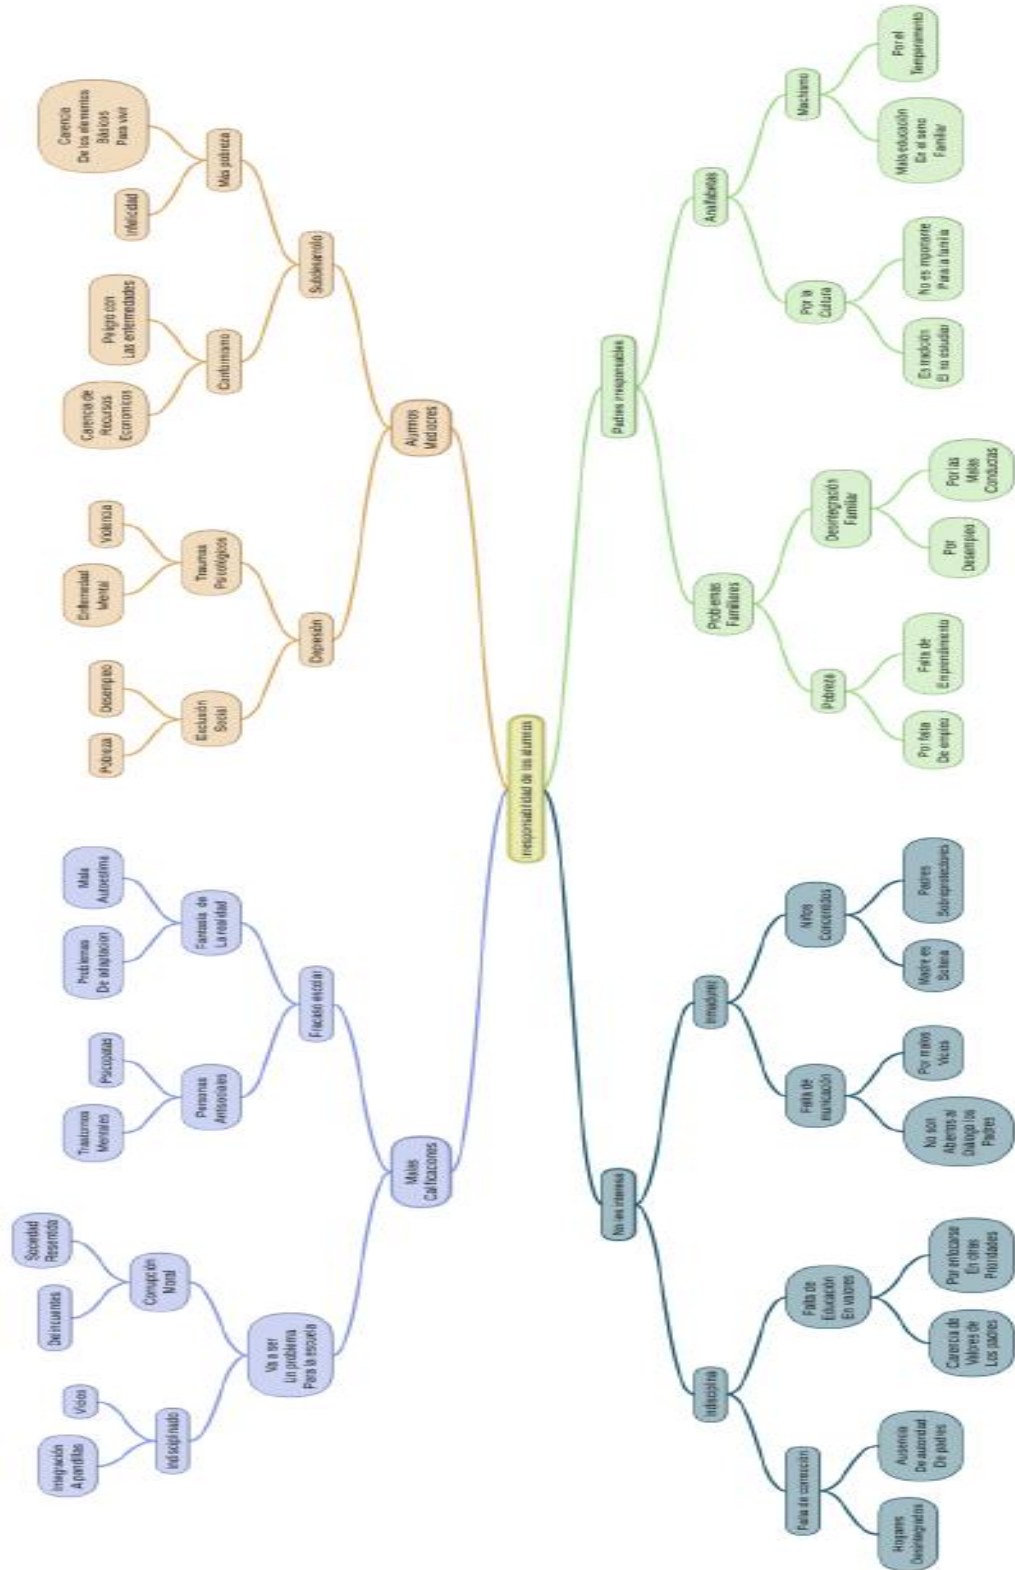 Sociedad
Resentida
Delincuentes
Carencia
De los elementos
Básicos
Para vivir
Integración
A pandillas
Vicios
Trastornos
Mentales
Psicópatas
Problemas
De adaptacion
Mala
Autoestima
Pobreza
Desempleo
Enfermedad
Mental
Violencia
Carencia de
Recursos
Economicos
Peligro con
Las enfermedades
Infelicidad
Indisciplinado
Corrupción
Moral
Personas
Antisociales
Fantasía de
La realidad
Exclusión
Social
Traumas
Psicológicos
Conformismo
Más pobreza
Va a ser
Un problema
Para la escuela
Fracaso escolar
Depresión
Subdesarrollo
Malas
Calificaciones
Alumnos
Mediocres
Irresponsabilidad de los alumnos
No les interesa
Padres irresponsables
Indisciplina
Inmadurez
Problemas
Familiares
Analfabetas
Falta de corrección
Falta de
Educación
En valores
Falta de
municación
Niños
Concentidos
Pobreza
Desintegración
Familiar
Por la
Cultura
Machismo
Hogares
Desintegrados
Ausencia
De autoridad
De padres
Carencia de
Valores de
Los padres
Por enfocarse
En otras
Prioridades
No son
Abiertos al
Diálogo los
Padres
Por malos
Vicios
Madre es
Soltera
Padres
Sobreprotectores
Por falta
De empleo
Falta de
Emprendimiento
Por
Desempleo
Por las
Malas
Conductas
Es tradición
El no estudiar
No es importante
Para la familia
Mala educación
En el seno
Familiar
Por el
Temperamento